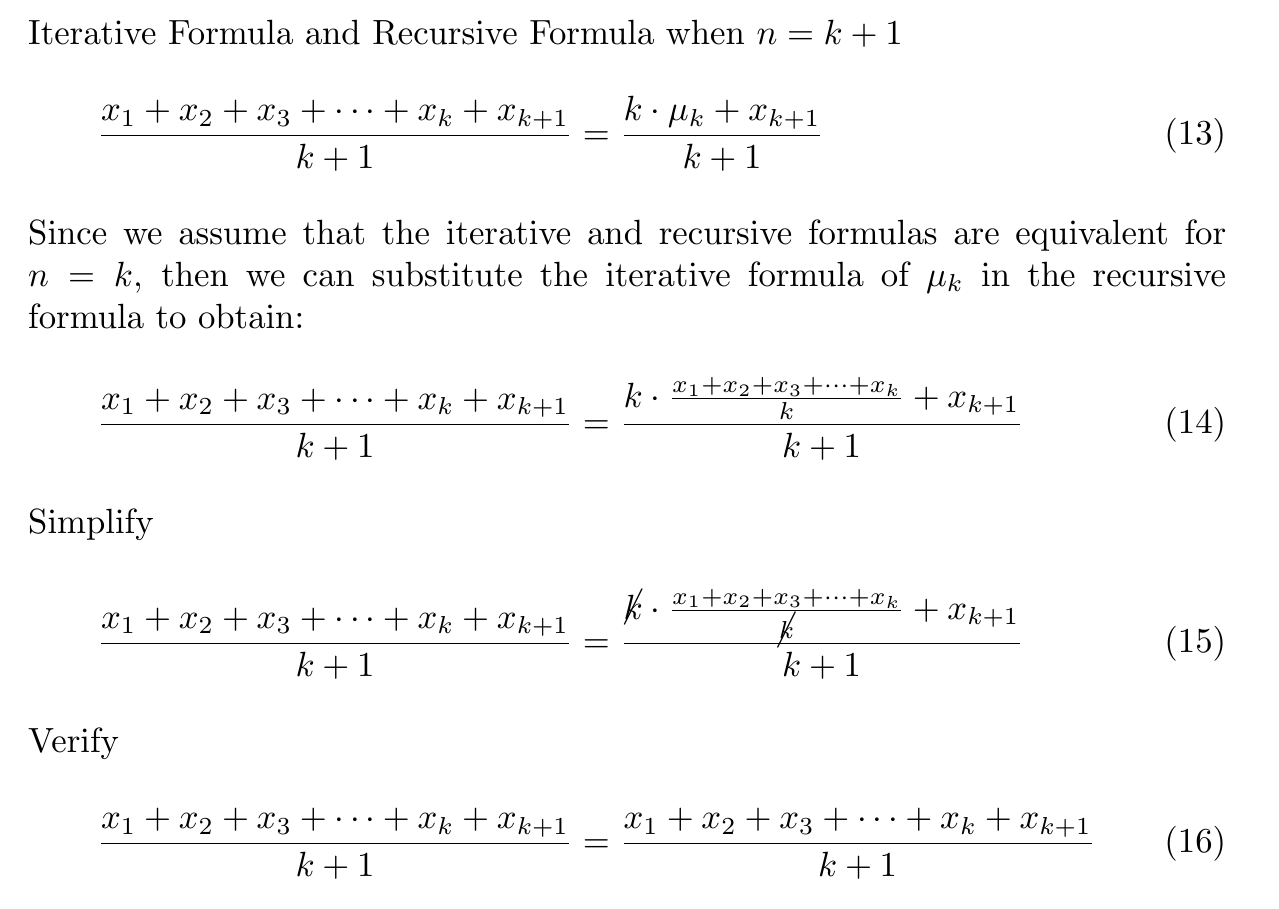 Iterative Formula and Recursive Formula when n = k + 1
\frac{x_1 + x_2 + x_3 + \cdots + x_k + x_{k+1}}{k + 1} = \frac{k \cdot \mu_k + x_{k+1}}{k + 1} (13)
Since we assume that the iterative and recursive formulas are equivalent for
n = k, then we can substitute the iterative formula of \mu_k in the recursive
formula to obtain:
\frac{x_1 + x_2 + x_3 + \cdots + x_k + x_{k+1}}{k + 1} = \frac{k \cdot \frac{x_1+x_2+x_3+\cdots+x_k}{k} + x_{k+1}}{k + 1} (14)
Simplify
\frac{x_1 + x_2 + x_3 + \cdots + x_k + x_{k+1}}{k + 1} = \frac{\cancel{k} \cdot \frac{x_1+x_2+x_3+\cdots+x_k}{\cancel{k}} + x_{k+1}}{k + 1} (15)
Verify
\frac{x_1 + x_2 + x_3 + \cdots + x_k + x_{k+1}}{k + 1} = \frac{x_1 + x_2 + x_3 + \cdots + x_k + x_{k+1}}{k + 1} (16)